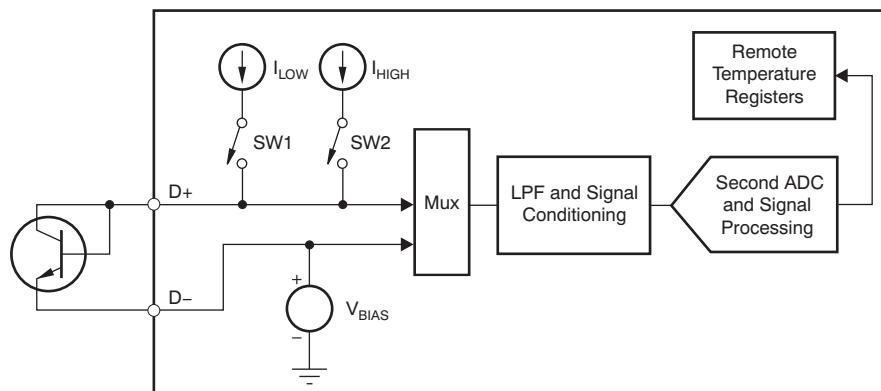 I_LOW
I_HIGH
Remote
Temperature
Registers
SW1
SW2
D+
Mux
LPF and Signal
Conditioning
Second ADC
and Signal
Processing
D−
+
V_BIAS
−